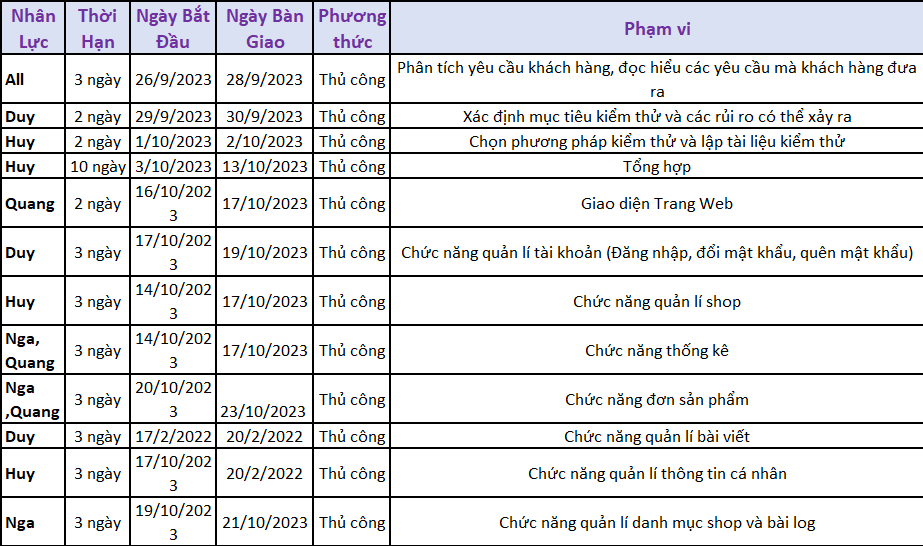 Nhân Lực Thời Hạn Ngày Bắt Đầu Ngày Bàn Giao Phương thức Phạm vi
All 3 ngày 26/9/2023 28/9/2023 Thủ công Phân tích yêu cầu khách hàng, đọc hiểu các yêu cầu mà khách hàng đưa ra
Duy 2 ngày 29/9/2023 30/9/2023 Thủ công Xác định mục tiêu kiểm thử và các rủi ro có thể xảy ra
Huy 2 ngày 1/10/2023 2/10/2023 Thủ công Chọn phương pháp kiểm thử và lập tài liệu kiểm thử
Huy 10 ngày 3/10/2023 13/10/2023 Thủ công Tổng hợp
Quang 2 ngày 16/10/2023 17/10/2023 Thủ công Giao diện Trang Web
Duy 3 ngày 17/10/2023 19/10/2023 Thủ công Chức năng quản lí tài khoản (Đăng nhập, đổi mật khẩu, quên mật khẩu)
Huy 3 ngày 14/10/2023 17/10/2023 Thủ công Chức năng quản lí shop
Nga, Quang 3 ngày 14/10/2023 17/10/2023 Thủ công Chức năng thống kê
Nga ,Quang 3 ngày 20/10/2023 23/10/2023 Thủ công Chức năng đơn sản phẩm
Duy 3 ngày 17/2/2022 20/2/2022 Thủ công Chức năng quản lí bài viết
Huy 3 ngày 17/10/2023 20/2/2022 Thủ công Chức năng quản lí thông tin cá nhân
Nga 3 ngày 19/10/2023 21/10/2023 Thủ công Chức năng quản lí danh mục shop và bài log